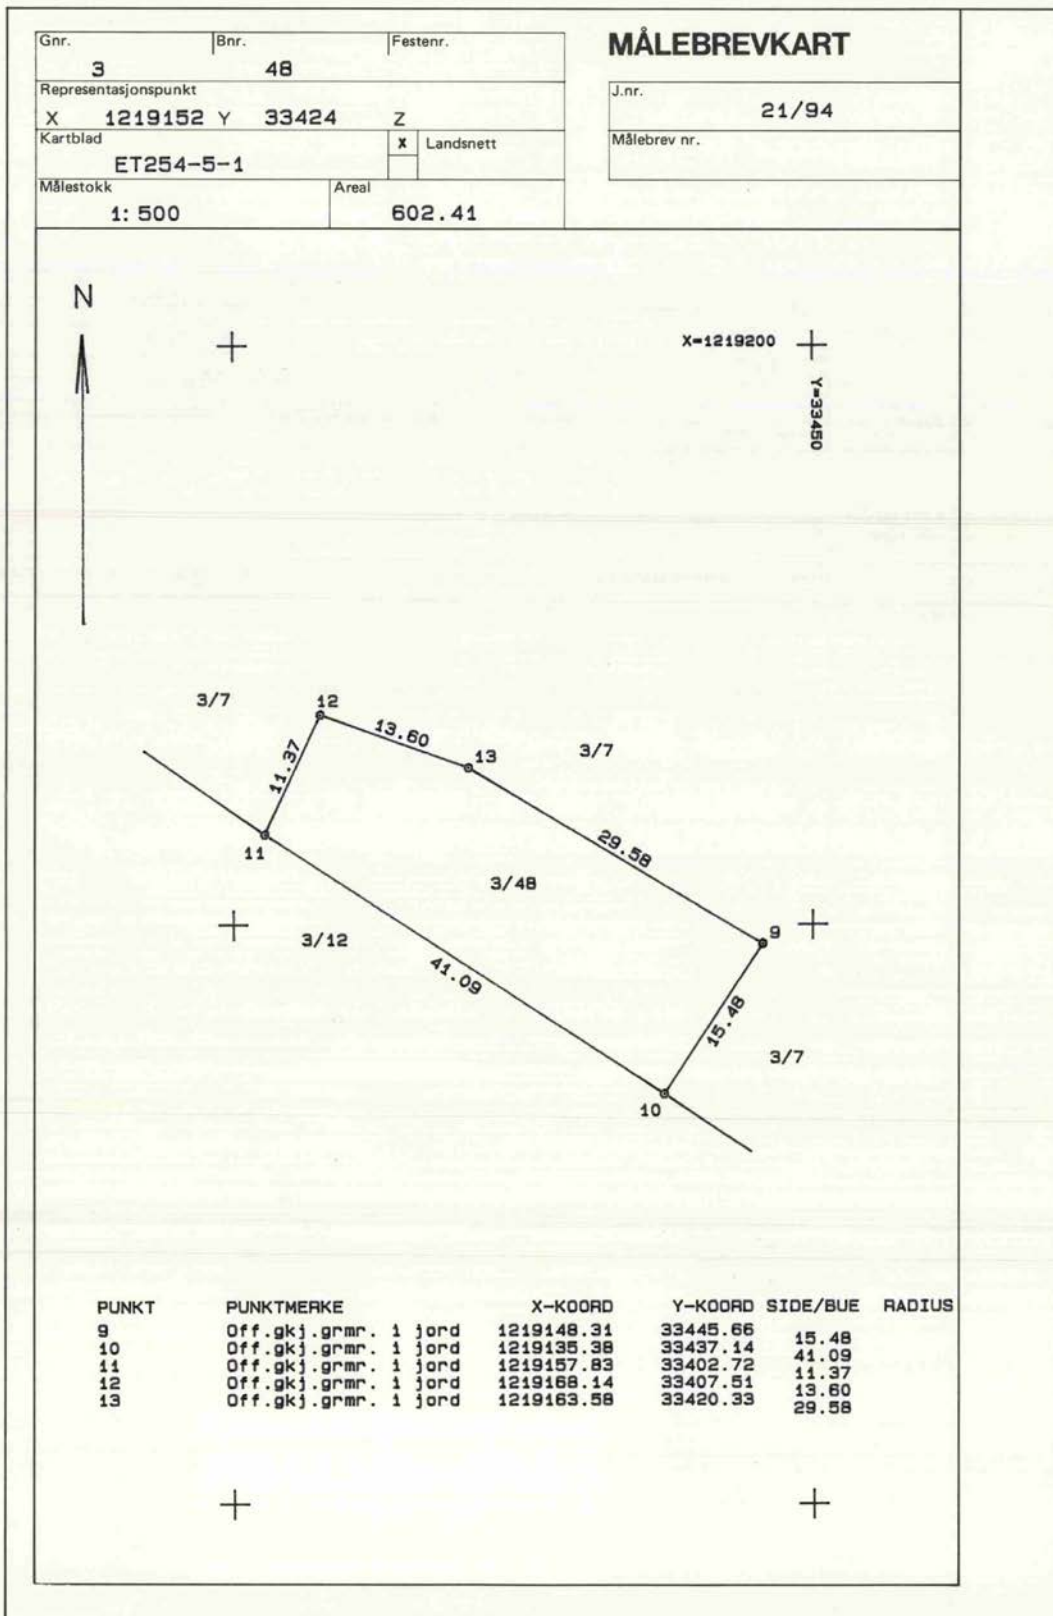 MÅLEBREVKART
Gnr. Bnr. Festenr.
3 48
Representasjonspunkt
X 1219152 Y 33424 Z
Kartblad x Landsnett
ET254-5-1
Målestokk Areal
1:500 602.41
J.nr.
21/94
Målebrev nr.
N
X=1219200
Y=33450
3/7
12
13.60
13
3/7
11.37
11
29.58
3/48
9
3/12
41.09
15.48
3/7
10
PUNKT PUNKTMERKE X-KOORD Y-KOORD SIDE/BUE RADIUS
9 Off.gkj.grmr. i jord 1219148.31 33445.66
15.48
10 Off.gkj.grmr. i jord 1219135.38 33437.14
41.09
11 Off.gkj.grmr. i jord 1219157.83 33402.72
11.37
12 Off.gkj.grmr. i jord 1219168.14 33407.51
13.60
13 Off.gkj.grmr. i jord 1219163.58 33420.33
29.58